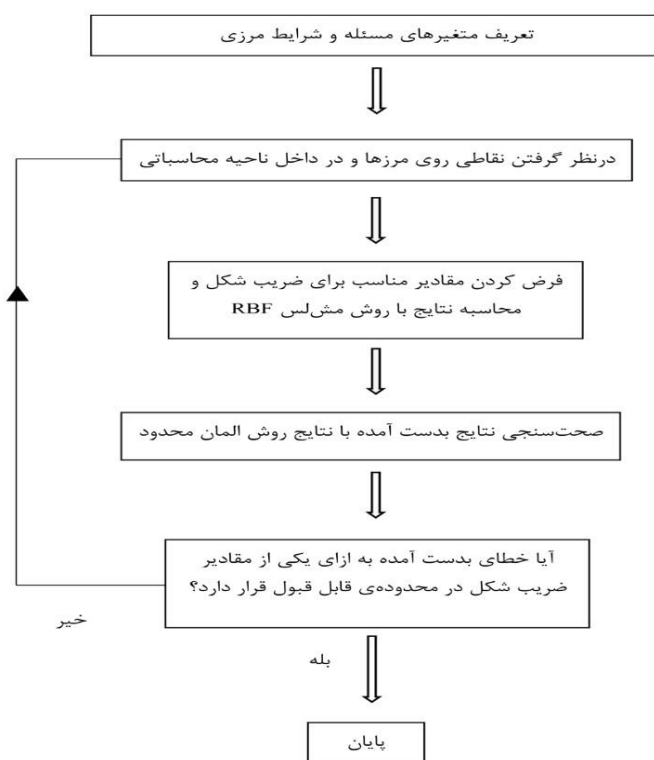 تعریف متغیرهای مسئله و شرایط مرزی
درنظر گرفتن نقاطی روی مرزها و در داخل ناحیه محاسباتی
فرض کردن مقادیر مناسب برای ضریب شکل و
محاسبه نتایج با روش مش‌لس RBF
صحت‌سنجی نتایج بدست آمده با نتایج روش المان محدود
آیا خطای بدست آمده به ازای یکی از مقادیر
ضریب شکل در محدوده‌ی قابل قبول قرار دارد؟
خیر
بله
پایان